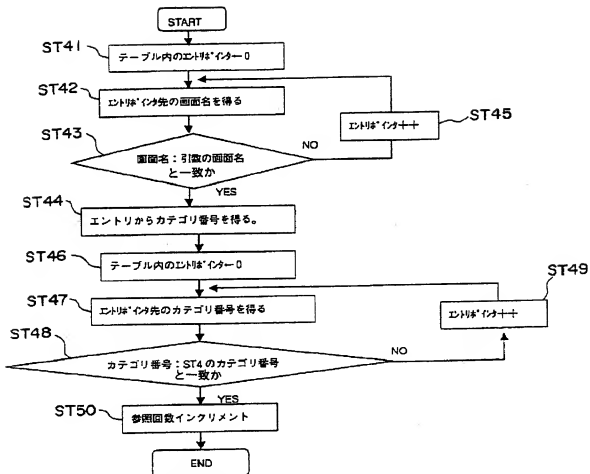 START
ST41
テーブル内のエントリポインター0
ST42
エントリポインタ先の画面名を得る
ST45
エントリポインタ++
ST43
画面名：引数の画面名
と一致か
NO
YES
ST44
エントリからカテゴリ番号を得る。
ST46
テーブル内のエントリポインター0
ST49
ST47
エントリポインタ先のカテゴリ番号を得る
エントリポインタ++
ST48
カテゴリ番号：ST4のカテゴリ番号
と一致か
NO
YES
ST50
参照回数インクリメント
END